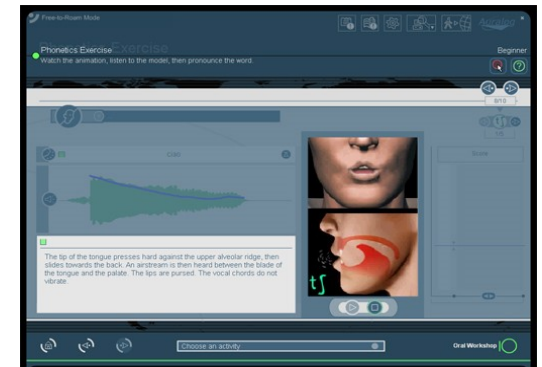 Free-to-Roam Mode
Phonetics Exercise
Beginner
Watch the animation, listen to the model, then pronounce the word.
8/10
Score
The tip of the tongue presses hard against the upper alveolar ridge, then
slides towards the back. An airstream is then heard between the blade of
the tongue and the palate. The lips are pursed. The vocal chords do not
vibrate.
tʃ
Choose an activity
Oral Workshop